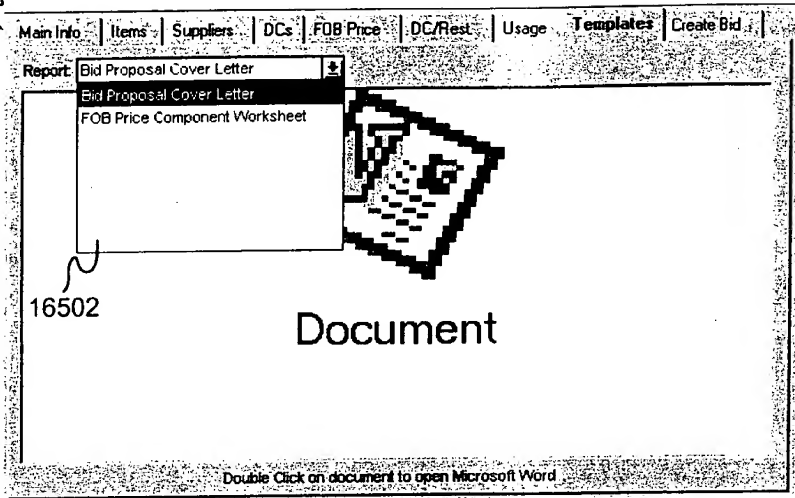 Main Info Items Suppliers DCs FOB Price DC/Rest Usage Templates Create Bid
Report: Bid Proposal Cover Letter
Bid Proposal Cover Letter
FOB Price Component Worksheet
16502
Document
Double Click on document to open Microsoft Word